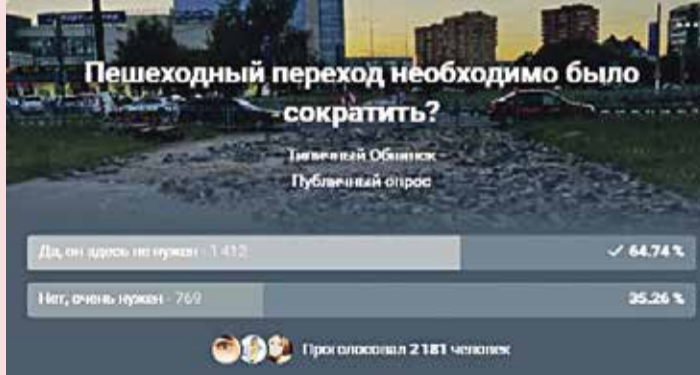 Пешеходный переход необходимо было
сократить?
Типичный Обнинск
Публичный опрос
Да, он здесь не нужен · 1 412
✓ 64.74 %
Нет, очень нужен · 769
35.26 %
Проголосовал 2181 человек